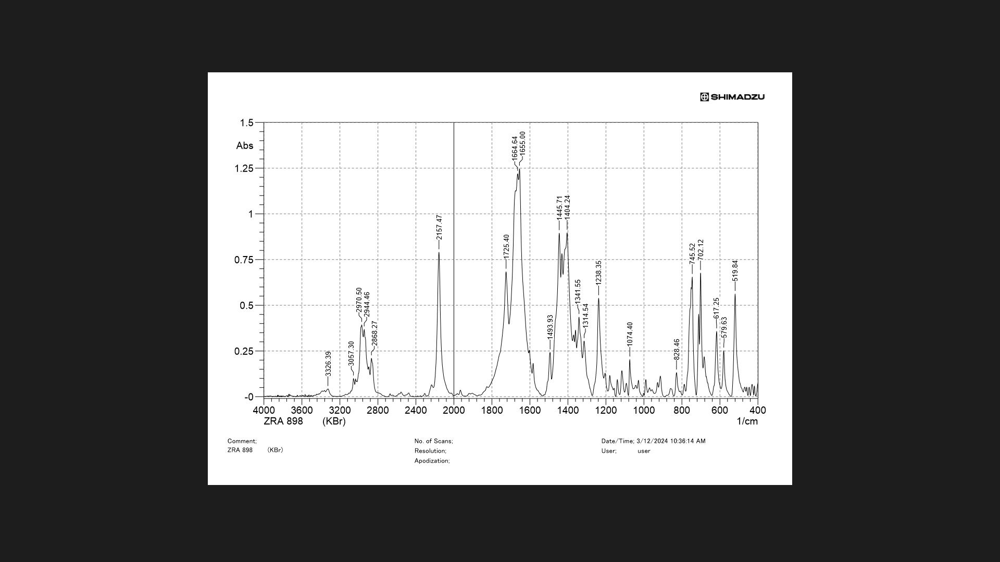 SHIMADZU
1.5
Abs
1.25
1
0.75
0.5
0.25
-0
3326.39
3057.30
2970.50
2944.46
2868.27
2157.47
1725.40
1664.64
1655.00
1493.93
1445.71
1404.24
1341.55
1314.54
1238.35
1074.40
828.46
745.52
702.12
617.25
579.63
519.84
4000 3600 3200 2800 2400 2000 1800 1600 1400 1200 1000 800 600 400
ZRA 898 (KBr) 1/cm
Comment;
ZRA 898 (KBr)
No. of Scans;
Resolution;
Apodization;
Date/Time; 3/12/2024 10:36:14 AM
User; user